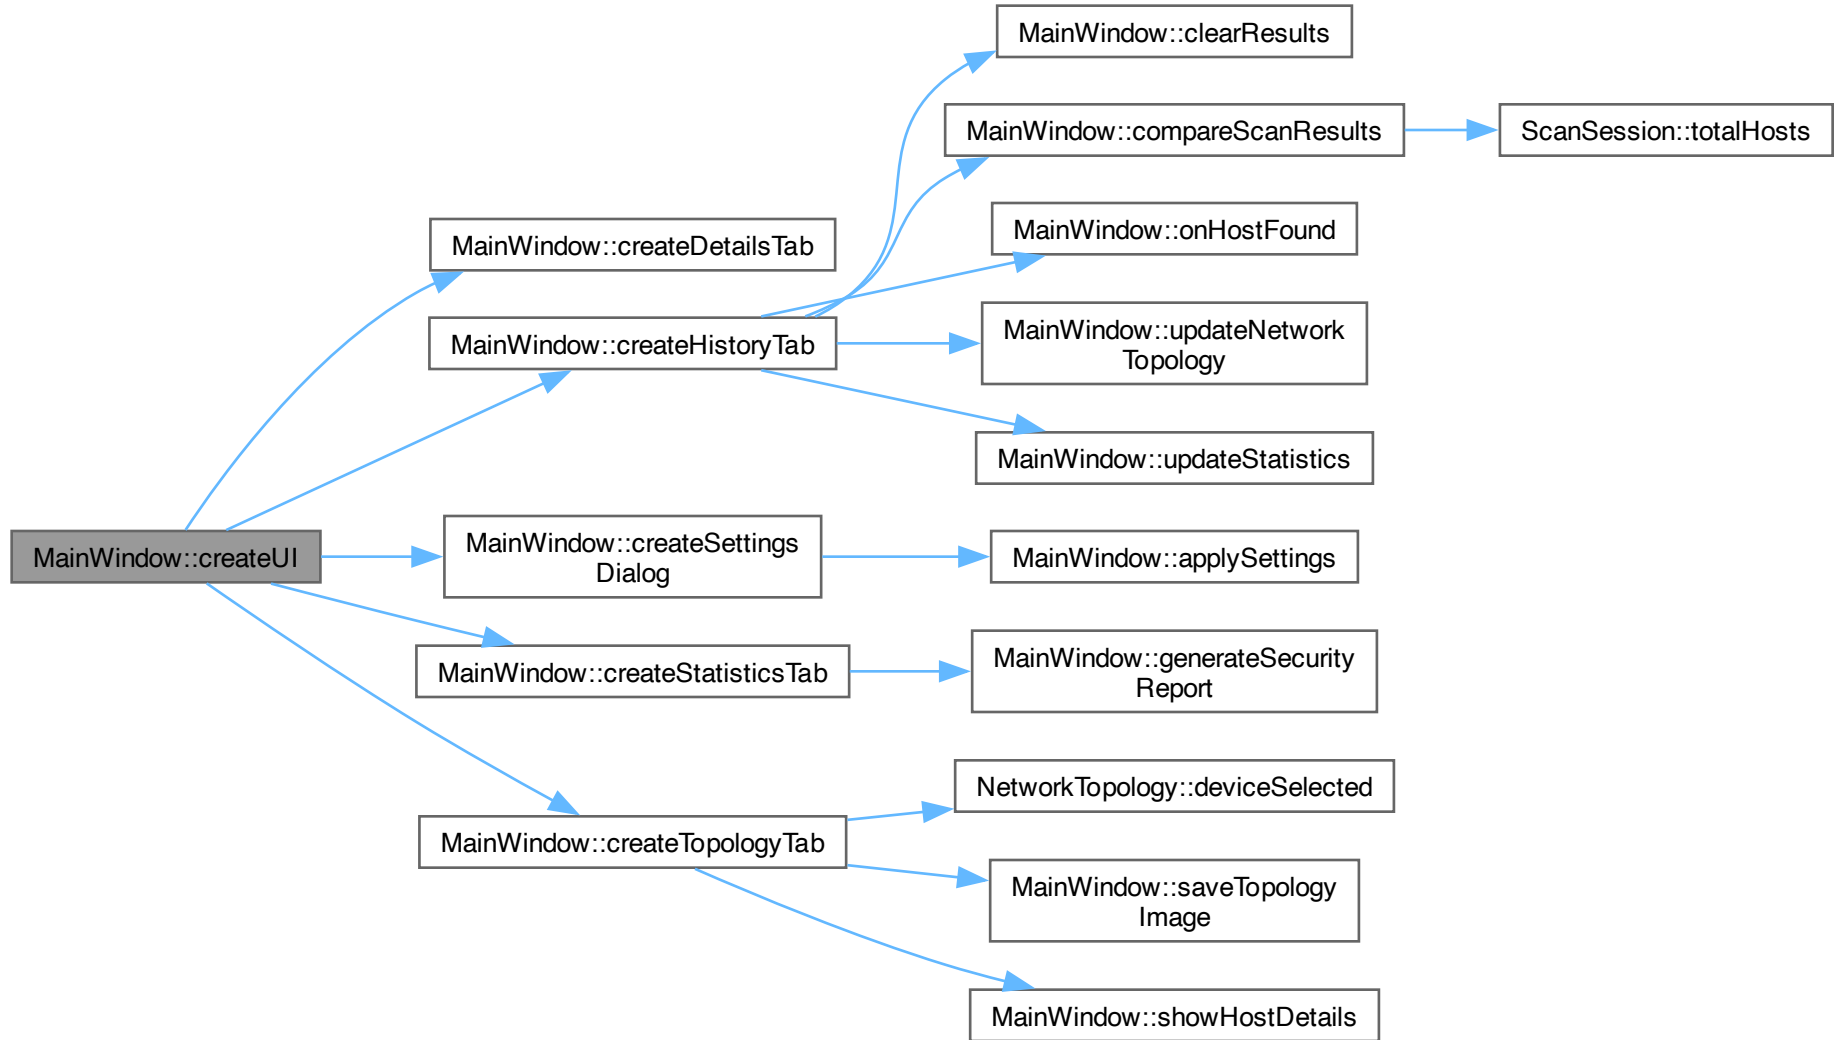 MainWindow::clearResults
MainWindow::compareScanResults
ScanSession::totalHosts
MainWindow::onHostFound
MainWindow::createDetailsTab
MainWindow::updateNetwork
Topology
MainWindow::createHistoryTab
MainWindow::updateStatistics
MainWindow::createUI
MainWindow::createSettings
Dialog
MainWindow::applySettings
MainWindow::createStatisticsTab
MainWindow::generateSecurity
Report
NetworkTopology::deviceSelected
MainWindow::createTopologyTab
MainWindow::saveTopology
Image
MainWindow::showHostDetails